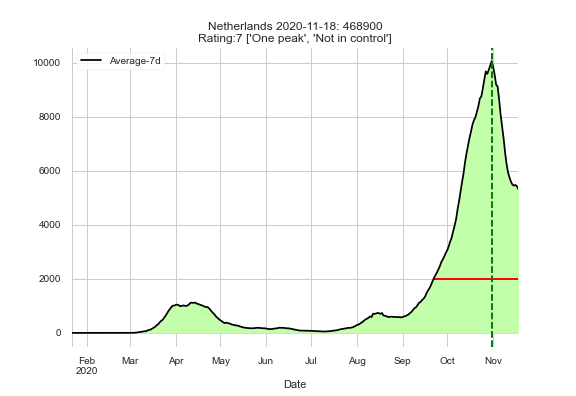 Netherlands 2020-11-18: 468900
Rating:7 ['One peak', 'Not in control']
Average-7d
10000
8000
6000
4000
2000
0
Feb Mar Apr May Jun Jul Aug Sep Oct Nov
2020
Date